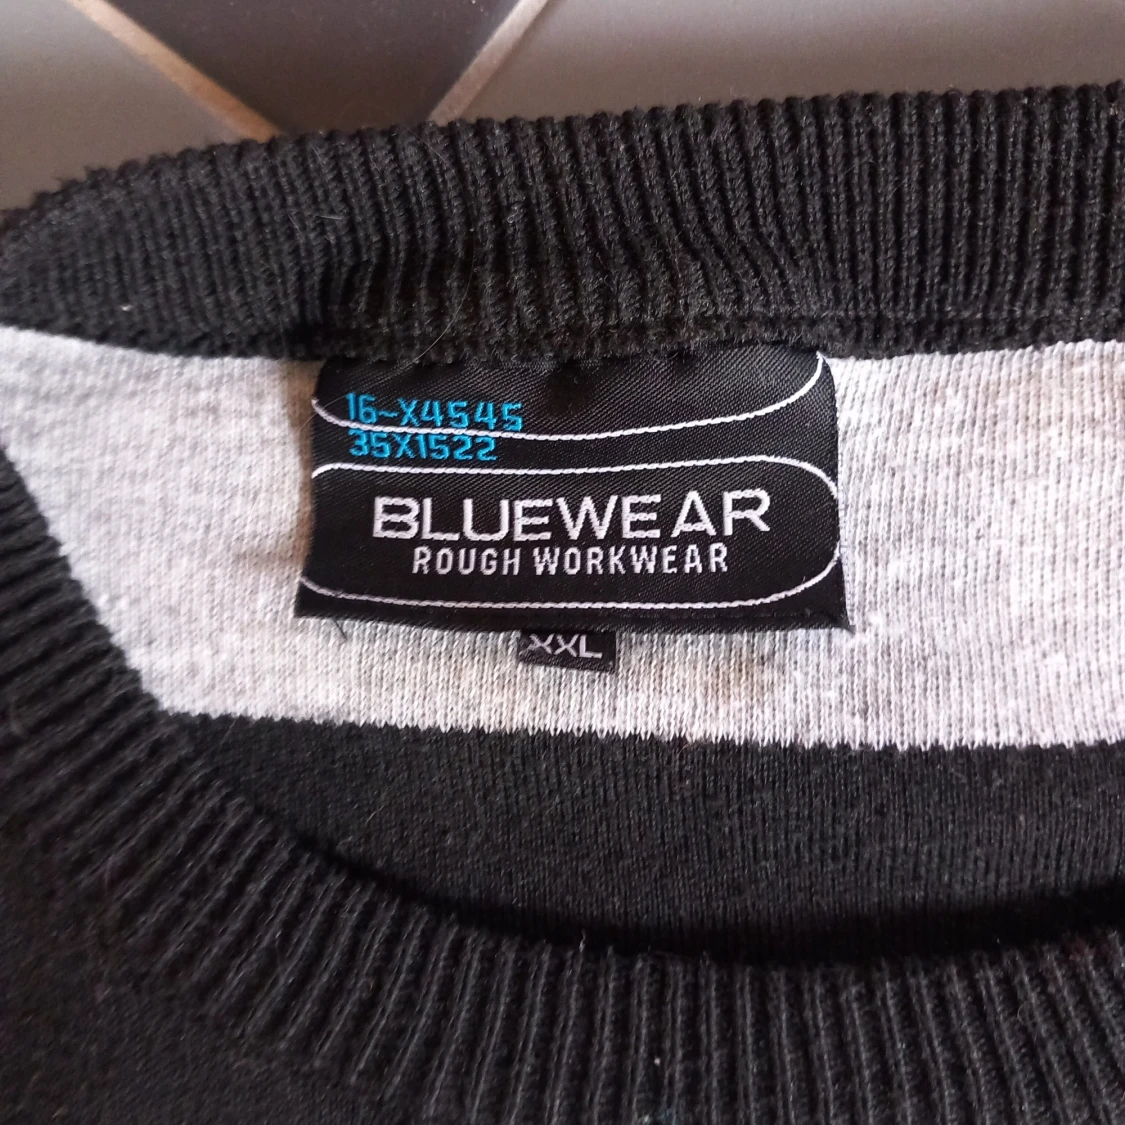 16-X4545
35X1522
BLUEWEAR
ROUGH WORKWEAR
XXL